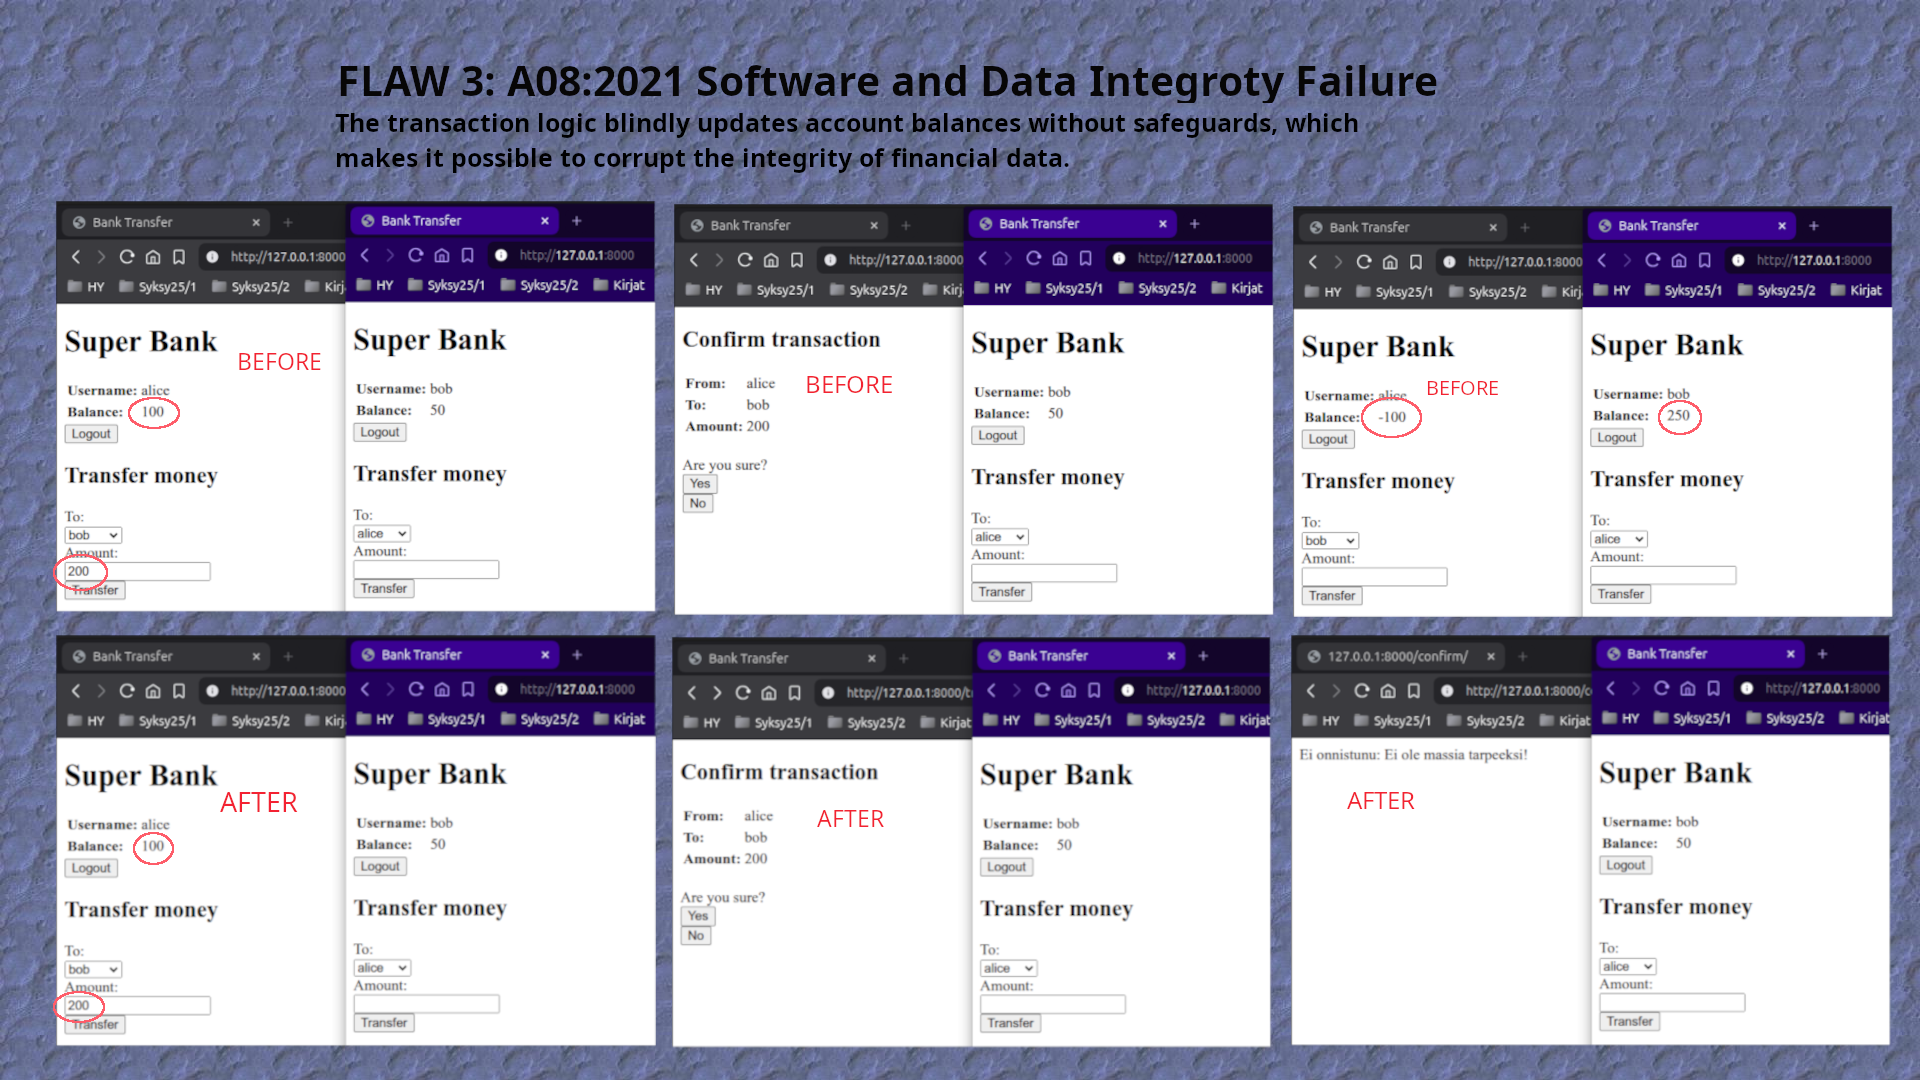 FLAW 3: A08:2021 Software and Data Integroty Failure
The transaction logic blindly updates account balances without safeguards, which
makes it possible to corrupt the integrity of financial data.
Bank Transfer
http://127.0.0.1:8000
HY Syksy25/1 Syksy25/2 Kirj
Super Bank
BEFORE
Username: alice
Balance: 100
Logout
Transfer money
To:
bob
Amount:
200
Transfer
Bank Transfer
http://127.0.0.1:8000
HY Syksy25/1 Syksy25/2 Kirjat
Super Bank
Username: bob
Balance: 50
Logout
Transfer money
To:
alice
Amount:
Transfer
Bank Transfer
http://127.0.0.1:8000
HY Syksy25/1 Syksy25/2 Kirj
Confirm transaction
From: alice
BEFORE
To: bob
Amount: 200
Are you sure?
Yes
No
Bank Transfer
http://127.0.0.1:8000
HY Syksy25/1 Syksy25/2 Kirjat
Super Bank
Username: bob
Balance: 50
Logout
Transfer money
To:
alice
Amount:
Transfer
Bank Transfer
http://127.0.0.1:8000
HY Syksy25/1 Syksy25/2 Kirj
Super Bank
BEFORE
Username: alice
Balance: -100
Logout
Transfer money
To:
bob
Amount:
Transfer
Bank Transfer
http://127.0.0.1:8000
HY Syksy25/1 Syksy25/2 Kirjat
Super Bank
Username: bob
Balance: 250
Logout
Transfer money
To:
alice
Amount:
Transfer
Bank Transfer
http://127.0.0.1:8000
HY Syksy25/1 Syksy25/2 Kirj
Super Bank
AFTER
Username: alice
Balance: 100
Logout
Transfer money
To:
bob
Amount:
200
Transfer
Bank Transfer
http://127.0.0.1:8000
HY Syksy25/1 Syksy25/2 Kirjat
Super Bank
Username: bob
Balance: 50
Logout
Transfer money
To:
alice
Amount:
Transfer
Bank Transfer
http://127.0.0.1:8000/t
HY Syksy25/1 Syksy25/2 Kirjat
Confirm transaction
From: alice
AFTER
To: bob
Amount: 200
Are you sure?
Yes
No
Bank Transfer
http://127.0.0.1:8000
HY Syksy25/1 Syksy25/2 Kirjat
Super Bank
Username: bob
Balance: 50
Logout
Transfer money
To:
alice
Amount:
Transfer
127.0.0.1:8000/confirm/
http://127.0.0.1:8000/c
HY Syksy25/1 Syksy25/2 Kirjat
Ei onnistunu: Ei ole massia tarpeeksi!
AFTER
Bank Transfer
http://127.0.0.1:8000
HY Syksy25/1 Syksy25/2 Kirjat
Super Bank
Username: bob
Balance: 50
Logout
Transfer money
To:
alice
Amount:
Transfer